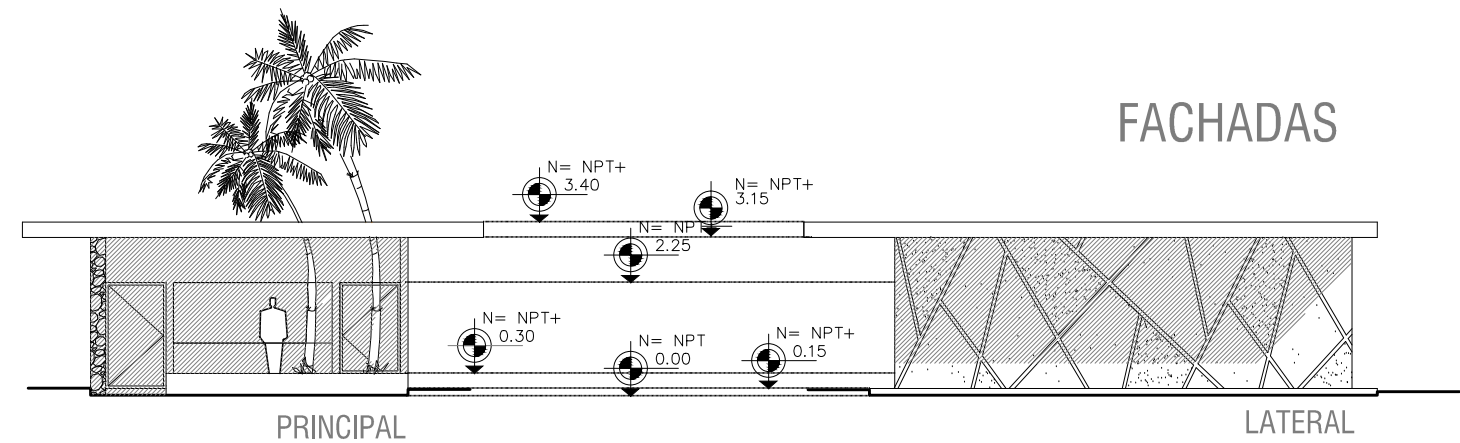 FACHADAS
N= NPT+
3.40
N= NPT+
3.15
N= NPT
2.25
N= NPT+
0.30
N= NPT
0.00
N= NPT+
0.15
PRINCIPAL
LATERAL